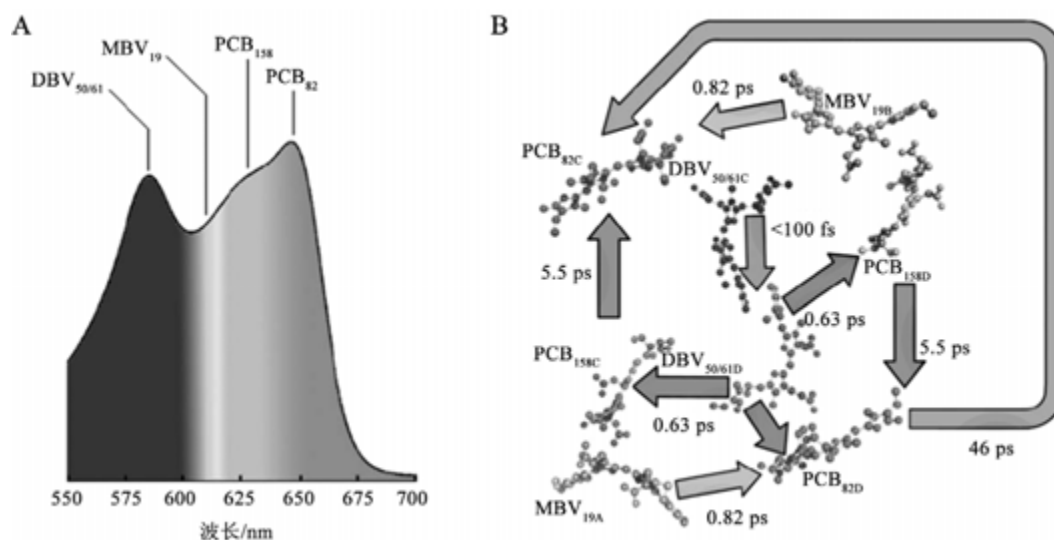 A
DBV50/61
MBV19
PCB158
PCB82
550
575
600
625
650
675
700
波长/nm
B
0.82 ps
MBV19B
PCB82C
DBV50/61C
<100 fs
PCB158D
5.5 ps
0.63 ps
5.5 ps
PCB158C
DBV50/61D
0.63 ps
46 ps
PCB82D
MBV19A
0.82 ps